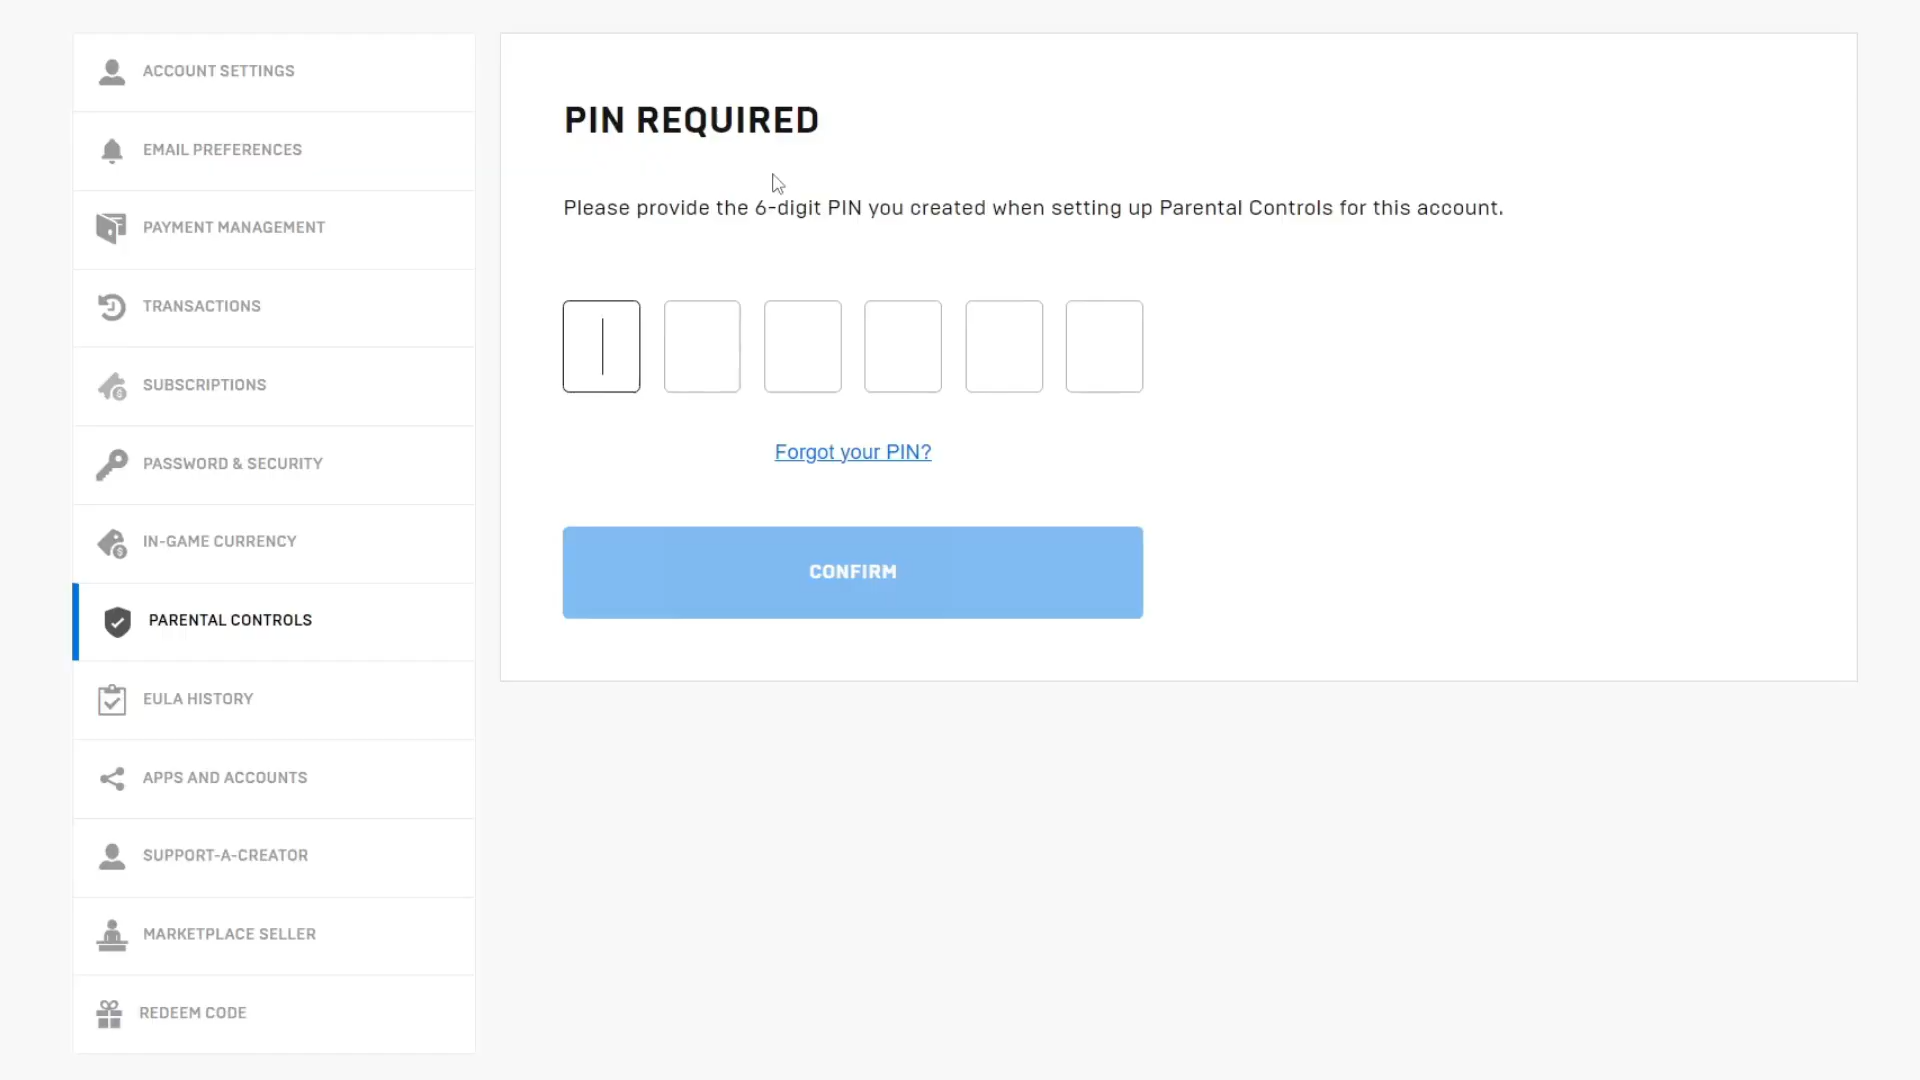 ACCOUNT SETTINGS
EMAIL PREFERENCES
PAYMENT MANAGEMENT
TRANSACTIONS
SUBSCRIPTIONS
PASSWORD & SECURITY
IN-GAME CURRENCY
PARENTAL CONTROLS
EULA HISTORY
APPS AND ACCOUNTS
SUPPORT-A-CREATOR
MARKETPLACE SELLER
REDEEM CODE
PIN REQUIRED
Please provide the 6-digit PIN you created when setting up Parental Controls for this account.
Forgot your PIN?
CONFIRM